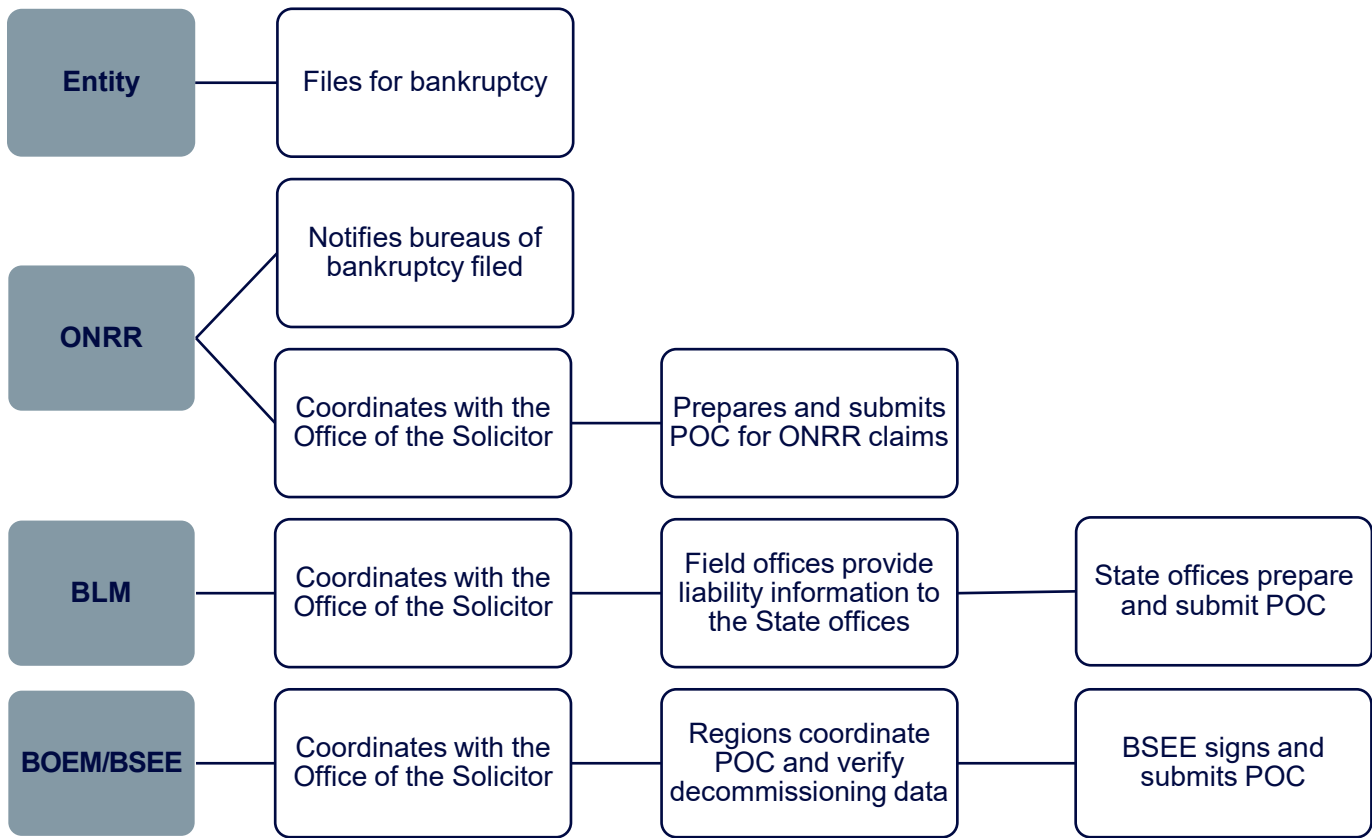 Entity
Files for bankruptcy
ONRR
Notifies bureaus of
bankruptcy filed
Coordinates with the
Office of the Solicitor
Prepares and submits
POC for ONRR claims
BLM
Coordinates with the
Office of the Solicitor
Field offices provide
liability information to
the State offices
State offices prepare
and submit POC
BOEM/BSEE
Coordinates with the
Office of the Solicitor
Regions coordinate
POC and verify
decommissioning data
BSEE signs and
submits POC